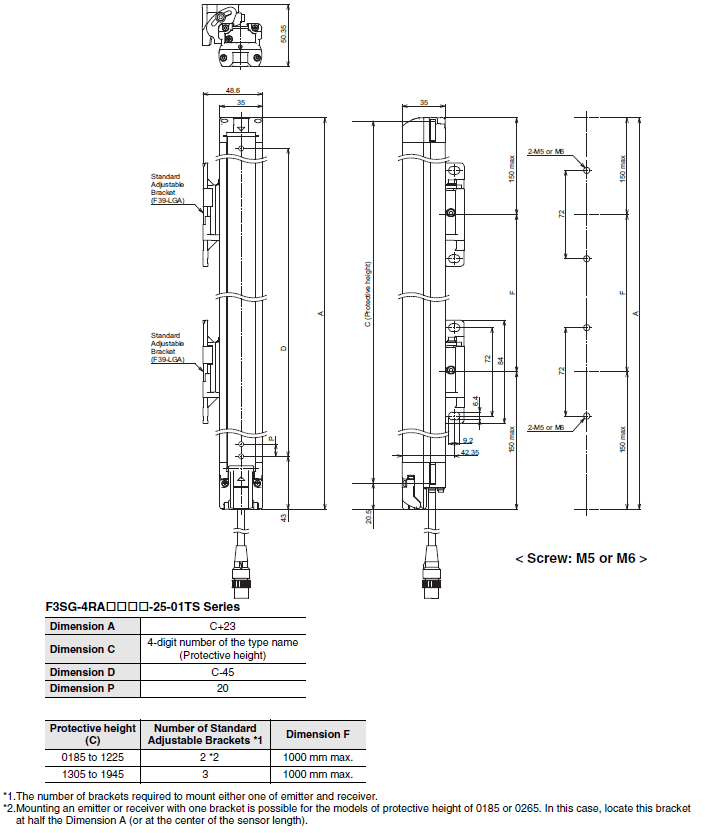 50.35
48.6
35
35
Standard
Adjustable
Bracket
(F39-LGA)
Standard
Adjustable
Bracket
(F39-LGA)
A
D
P
43
C (Protective height)
20.5
150 max
F
150 max
72
84
6.4
9.2
42.35
2-M5 or M6
72
72
2-M5 or M6
150 max
F
A
150 max
< Screw: M5 or M6 >
F3SG-4RA□□□□-25-01TS Series
Dimension A C+23
Dimension C 4-digit number of the type name
(Protective height)
Dimension D C-45
Dimension P 20
Protective height Number of Standard Dimension F
(C) Adjustable Brackets *1
0185 to 1225 2 *2 1000 mm max.
1305 to 1945 3 1000 mm max.
*1.The number of brackets required to mount either one of emitter and receiver.
*2.Mounting an emitter or receiver with one bracket is possible for the models of protective height of 0185 or 0265. In this case, locate this bracket
at half the Dimension A (or at the center of the sensor length).